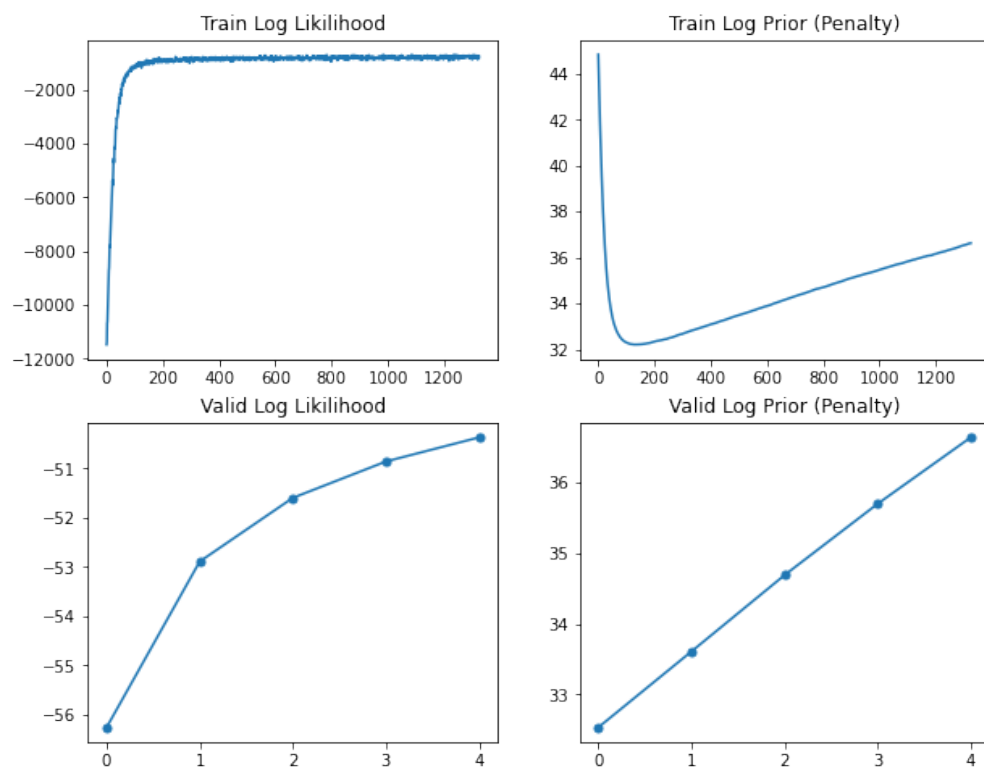 Train Log Likilihood
−2000
−4000
−6000
−8000
−10000
−12000
0 200 400 600 800 1000 1200
Train Log Prior (Penalty)
44
42
40
38
36
34
32
0 200 400 600 800 1000 1200
Valid Log Likilihood
−51
−52
−53
−54
−55
−56
0 1 2 3 4
Valid Log Prior (Penalty)
36
35
34
33
0 1 2 3 4